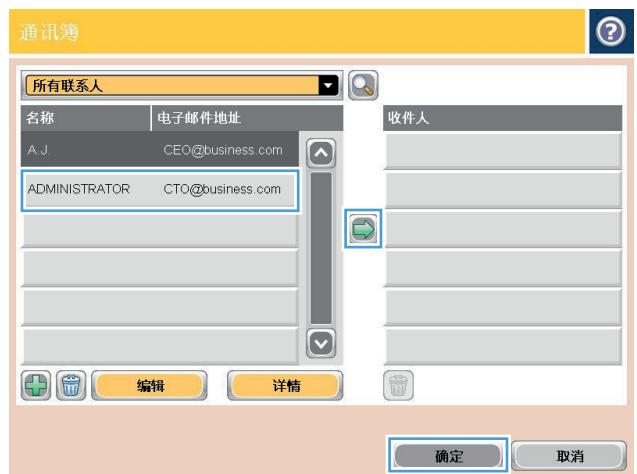 通讯簿
所有联系人
名称 电子邮件地址 收件人
A.J. CEO@business.com
ADMINISTRATOR CTO@business.com
编辑 详情
确定 取消